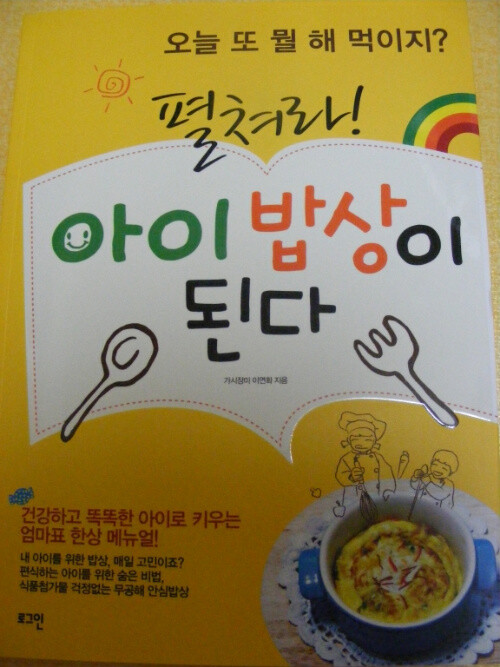 오늘 또 뭘 해 먹이지?
펼쳐라!
아이 밥상이
된다
가시장미 이연희 지음
건강하고 똑똑한 아이로 키우는
엄마표 한상 메뉴얼!
내 아이를 위한 밥상, 매일 고민이죠?
편식하는 아이를 위한 숨은 비법,
식품첨가물 걱정없는 무공해 안심밥상
로그인